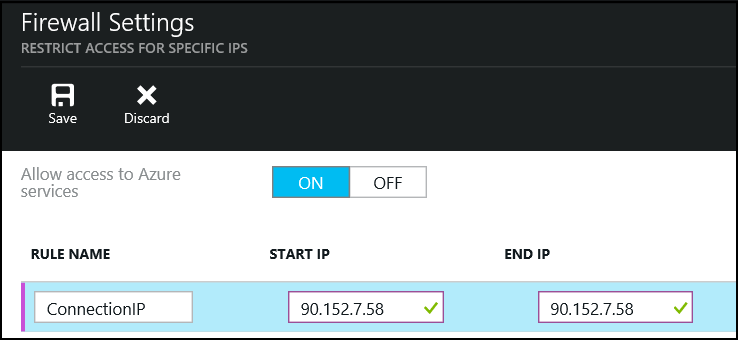 Firewall Settings
RESTRICT ACCESS FOR SPECIFIC IPS
Save Discard
Allow access to Azure
services
ON OFF
RULE NAME START IP END IP
ConnectionIP 90.152.7.58 90.152.7.58